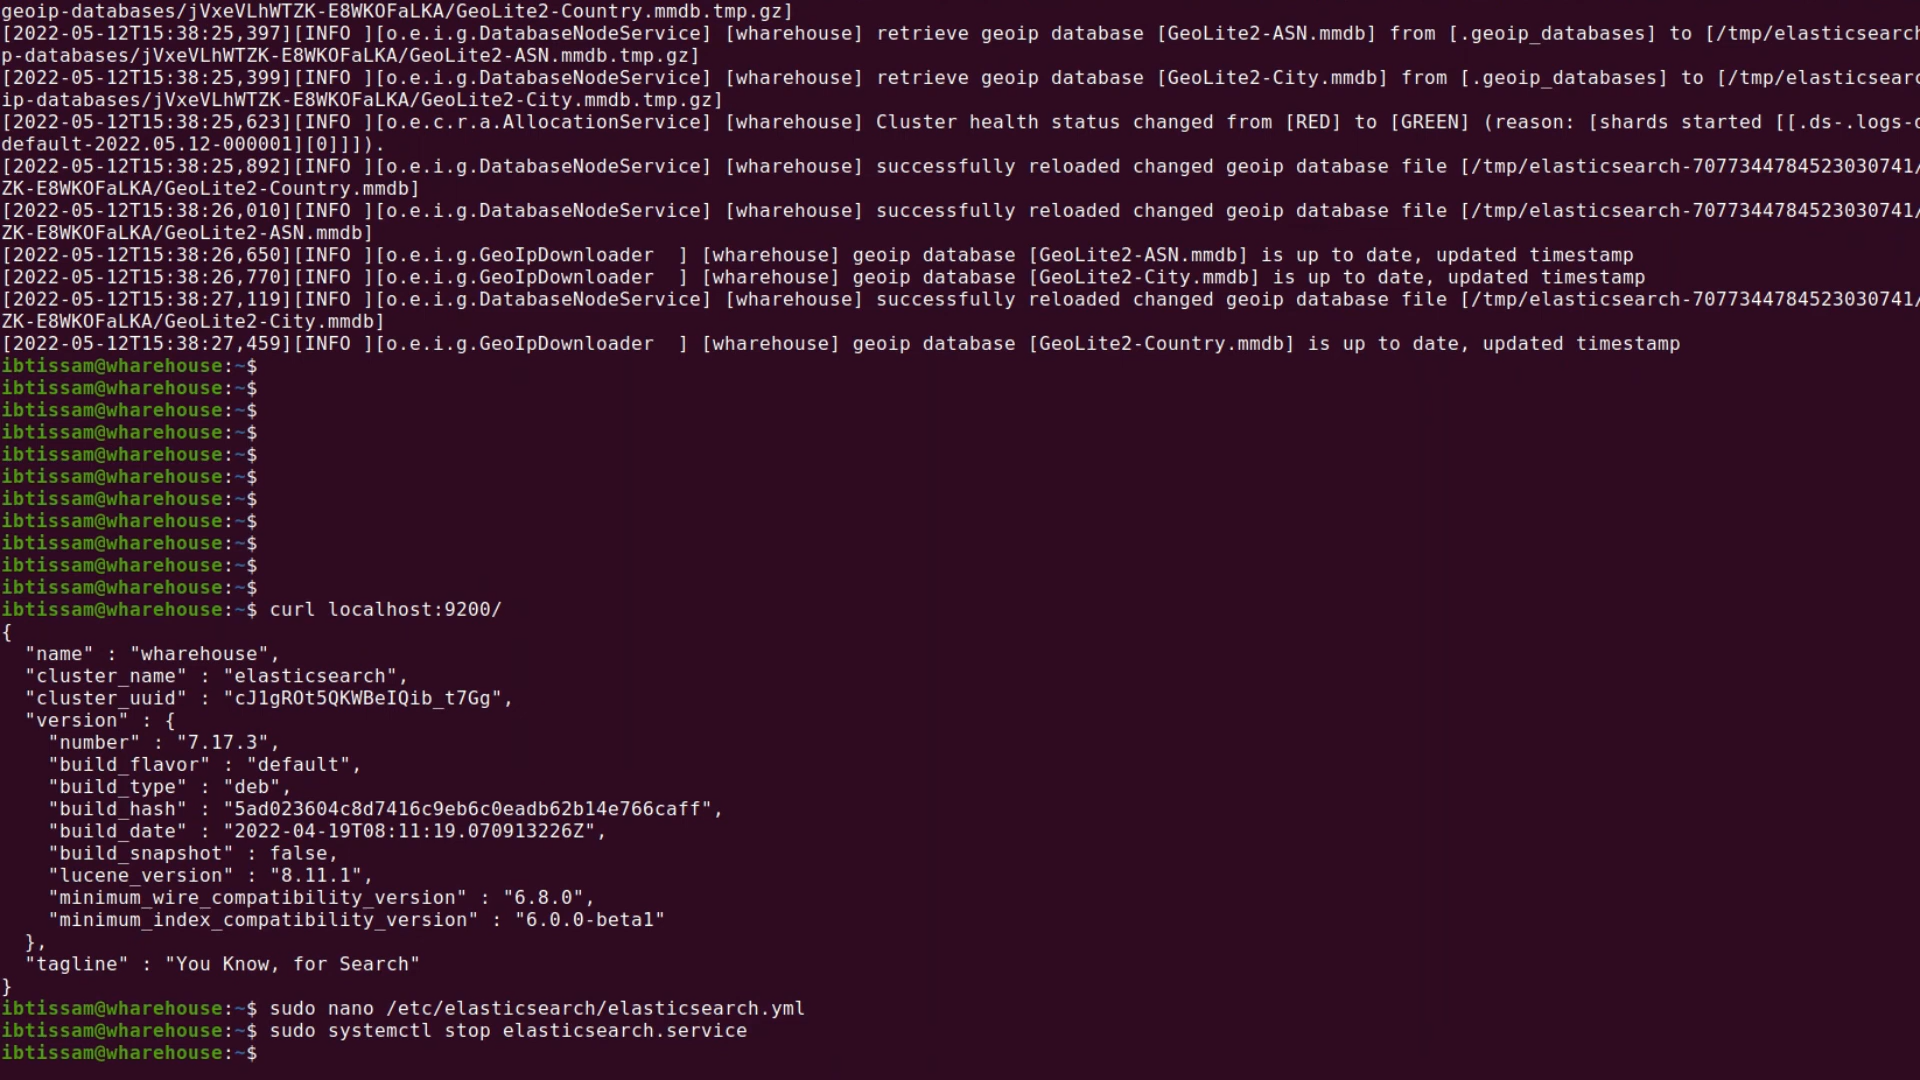 geoip-databases/jVxeVLhWTZK-E8WKOFaLKA/GeoLite2-Country.mmdb.tmp.gz]
[2022-05-12T15:38:25,397][INFO ][o.e.i.g.DatabaseNodeService] [wharehouse] retrieve geoip database [GeoLite2-ASN.mmdb] from [.geoip_databases] to [/tmp/elasticsearch
p-databases/jVxeVLhWTZK-E8WKOFaLKA/GeoLite2-ASN.mmdb.tmp.gz]
[2022-05-12T15:38:25,399][INFO ][o.e.i.g.DatabaseNodeService] [wharehouse] retrieve geoip database [GeoLite2-City.mmdb] from [.geoip_databases] to [/tmp/elasticsearc
ip-databases/jVxeVLhWTZK-E8WKOFaLKA/GeoLite2-City.mmdb.tmp.gz]
[2022-05-12T15:38:25,623][INFO ][o.e.c.r.a.AllocationService] [wharehouse] Cluster health status changed from [RED] to [GREEN] (reason: [shards started [[.ds-.logs-d
default-2022.05.12-000001][0]]]).
[2022-05-12T15:38:25,892][INFO ][o.e.i.g.DatabaseNodeService] [wharehouse] successfully reloaded changed geoip database file [/tmp/elasticsearch-7077344784523030741/
ZK-E8WKOFaLKA/GeoLite2-Country.mmdb]
[2022-05-12T15:38:26,010][INFO ][o.e.i.g.DatabaseNodeService] [wharehouse] successfully reloaded changed geoip database file [/tmp/elasticsearch-7077344784523030741/
ZK-E8WKOFaLKA/GeoLite2-ASN.mmdb]
[2022-05-12T15:38:26,650][INFO ][o.e.i.g.GeoIpDownloader  ] [wharehouse] geoip database [GeoLite2-ASN.mmdb] is up to date, updated timestamp
[2022-05-12T15:38:26,770][INFO ][o.e.i.g.GeoIpDownloader  ] [wharehouse] geoip database [GeoLite2-City.mmdb] is up to date, updated timestamp
[2022-05-12T15:38:27,119][INFO ][o.e.i.g.DatabaseNodeService] [wharehouse] successfully reloaded changed geoip database file [/tmp/elasticsearch-7077344784523030741/
ZK-E8WKOFaLKA/GeoLite2-City.mmdb]
[2022-05-12T15:38:27,459][INFO ][o.e.i.g.GeoIpDownloader  ] [wharehouse] geoip database [GeoLite2-Country.mmdb] is up to date, updated timestamp
ibtissam@wharehouse:~$
ibtissam@wharehouse:~$
ibtissam@wharehouse:~$
ibtissam@wharehouse:~$
ibtissam@wharehouse:~$
ibtissam@wharehouse:~$
ibtissam@wharehouse:~$
ibtissam@wharehouse:~$
ibtissam@wharehouse:~$
ibtissam@wharehouse:~$
ibtissam@wharehouse:~$
ibtissam@wharehouse:~$ curl localhost:9200/
{
  "name" : "wharehouse",
  "cluster_name" : "elasticsearch",
  "cluster_uuid" : "cJ1gROt5QKWBeIQib_t7Gg",
  "version" : {
    "number" : "7.17.3",
    "build_flavor" : "default",
    "build_type" : "deb",
    "build_hash" : "5ad023604c8d7416c9eb6c0eadb62b14e766caff",
    "build_date" : "2022-04-19T08:11:19.070913226Z",
    "build_snapshot" : false,
    "lucene_version" : "8.11.1",
    "minimum_wire_compatibility_version" : "6.8.0",
    "minimum_index_compatibility_version" : "6.0.0-beta1"
  },
  "tagline" : "You Know, for Search"
}
ibtissam@wharehouse:~$ sudo nano /etc/elasticsearch/elasticsearch.yml
ibtissam@wharehouse:~$ sudo systemctl stop elasticsearch.service
ibtissam@wharehouse:~$